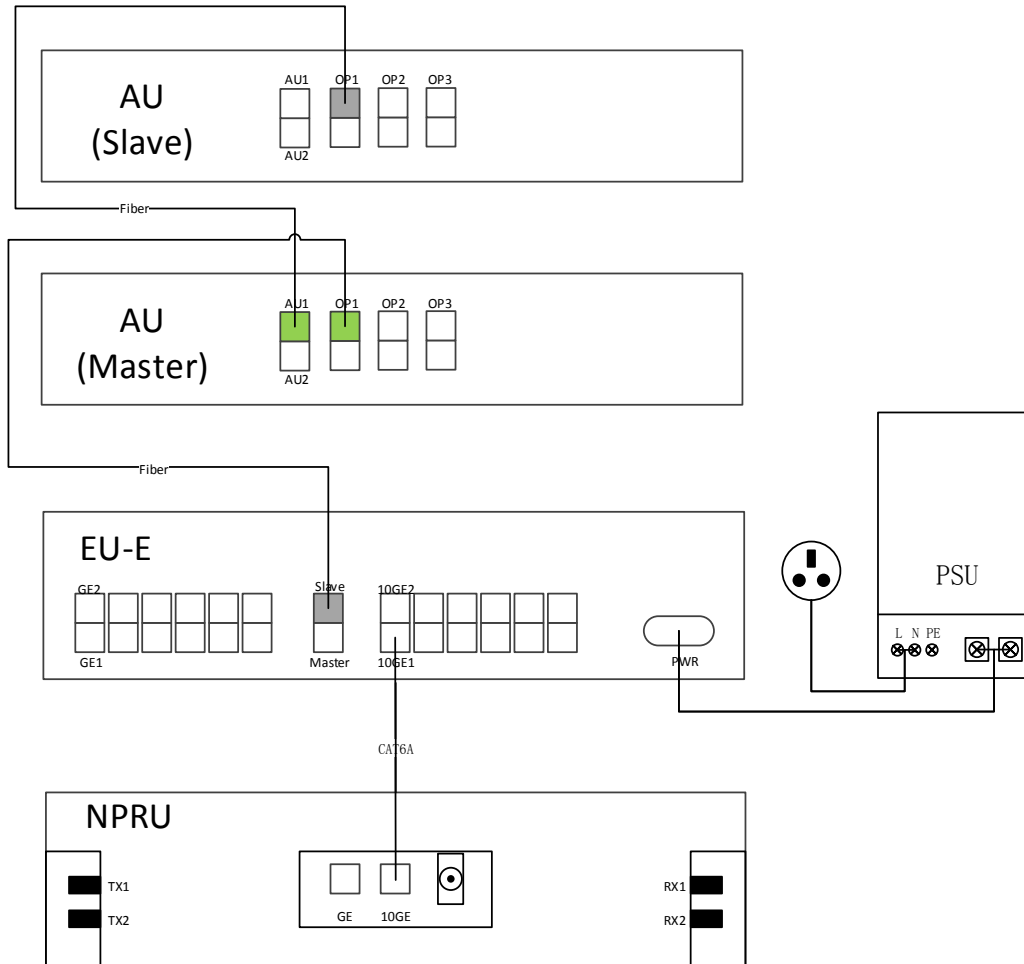 AU
(Slave)
AU1 OP1 OP2 OP3
AU2
Fiber
AU
(Master)
AU1 OP1 OP2 OP3
AU2
Fiber
EU-E
GE2 Slave 10GE2
GE1 Master 10GE1 PWR
PSU
L N PE
CAT6A
NPRU
TX1 RX1
TX2 GE 10GE RX2